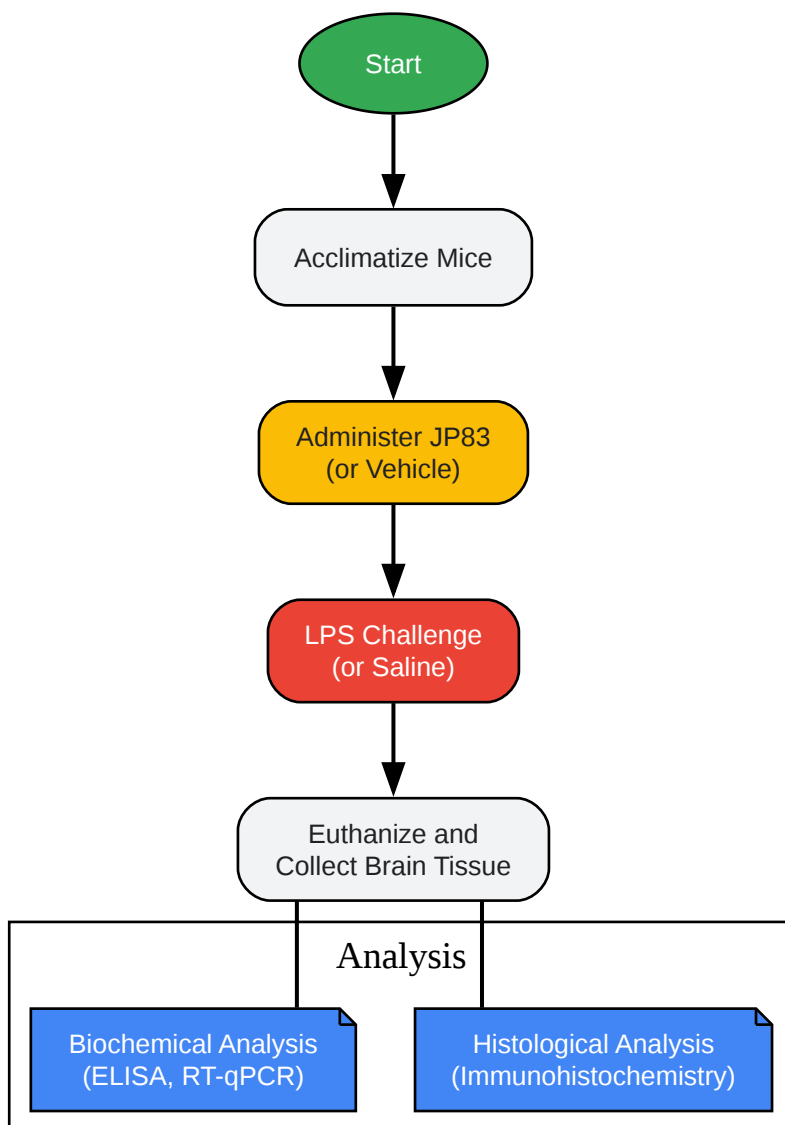 Start
Acclimatize Mice
Administer JP83
(or Vehicle)
LPS Challenge
(or Saline)
Euthanize and
Collect Brain Tissue
Analysis
Biochemical Analysis
(ELISA, RT-qPCR)
Histological Analysis
(Immunohistochemistry)